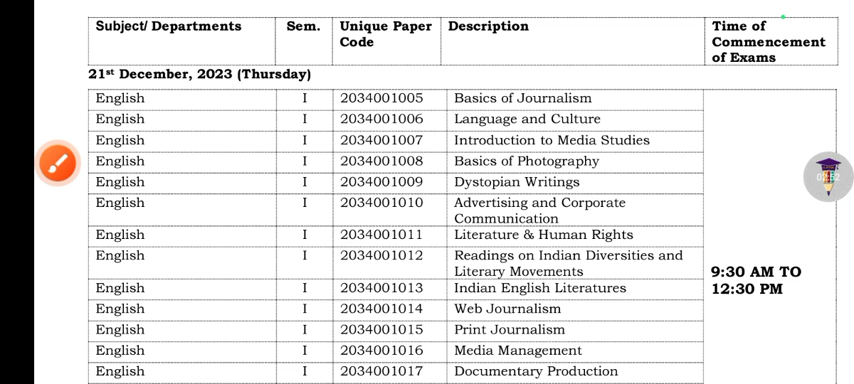 Subject/ Departments Sem. Unique Paper Code Description Time of Commencement of Exams
21st December, 2023 (Thursday)
English I 2034001005 Basics of Journalism
English I 2034001006 Language and Culture
English I 2034001007 Introduction to Media Studies
English I 2034001008 Basics of Photography
English I 2034001009 Dystopian Writings
English I 2034001010 Advertising and Corporate
Communication
English I 2034001011 Literature & Human Rights
English I 2034001012 Readings on Indian Diversities and
Literary Movements
English I 2034001013 Indian English Literatures
English I 2034001014 Web Journalism
English I 2034001015 Print Journalism
English I 2034001016 Media Management
English I 2034001017 Documentary Production
9:30 AM TO
12:30 PM
02:52